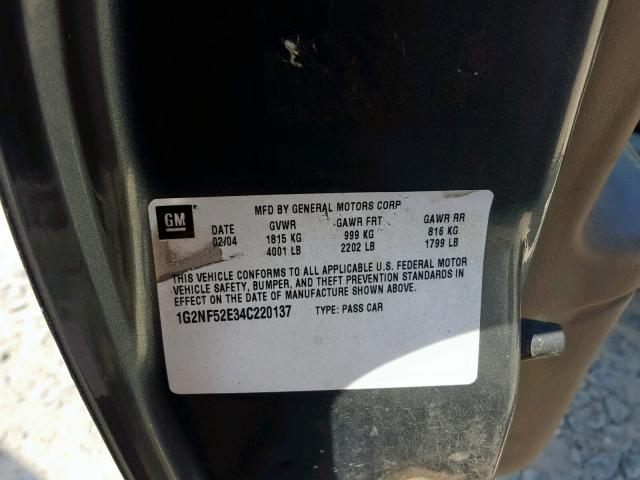 GM
MFD BY GENERAL MOTORS CORP
DATE GVWR GAWR FRT GAWR RR
02/04 1815 KG 999 KG 816 KG
4001 LB 2202 LB 1799 LB
THIS VEHICLE CONFORMS TO ALL APPLICABLE U.S. FEDERAL MOTOR
VEHICLE SAFETY, BUMPER, AND THEFT PREVENTION STANDARDS IN
EFFECT ON THE DATE OF MANUFACTURE SHOWN ABOVE.
1G2NF52E34C220137 TYPE: PASS CAR